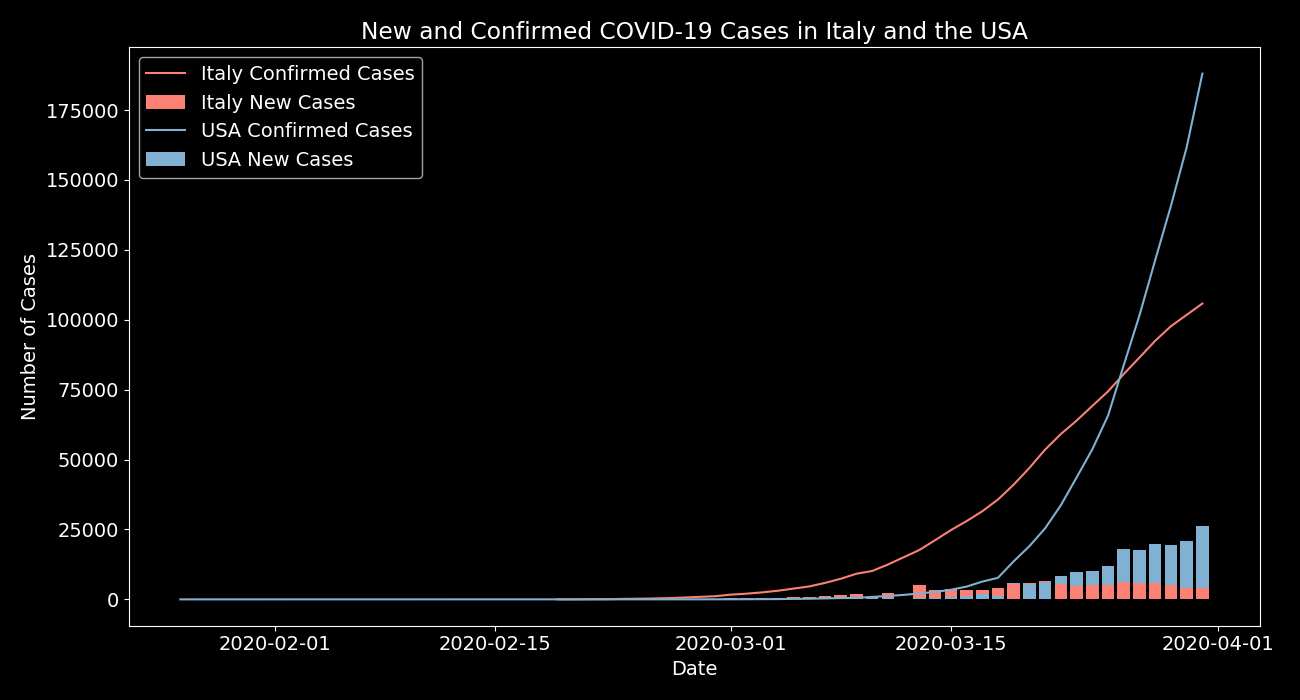 New and Confirmed COVID-19 Cases in Italy and the USA
Italy Confirmed Cases
Italy New Cases
USA Confirmed Cases
USA New Cases
175000
150000
125000
100000
75000
50000
25000
0
Number of Cases
2020-02-01
2020-02-15
2020-03-01
2020-03-15
2020-04-01
Date